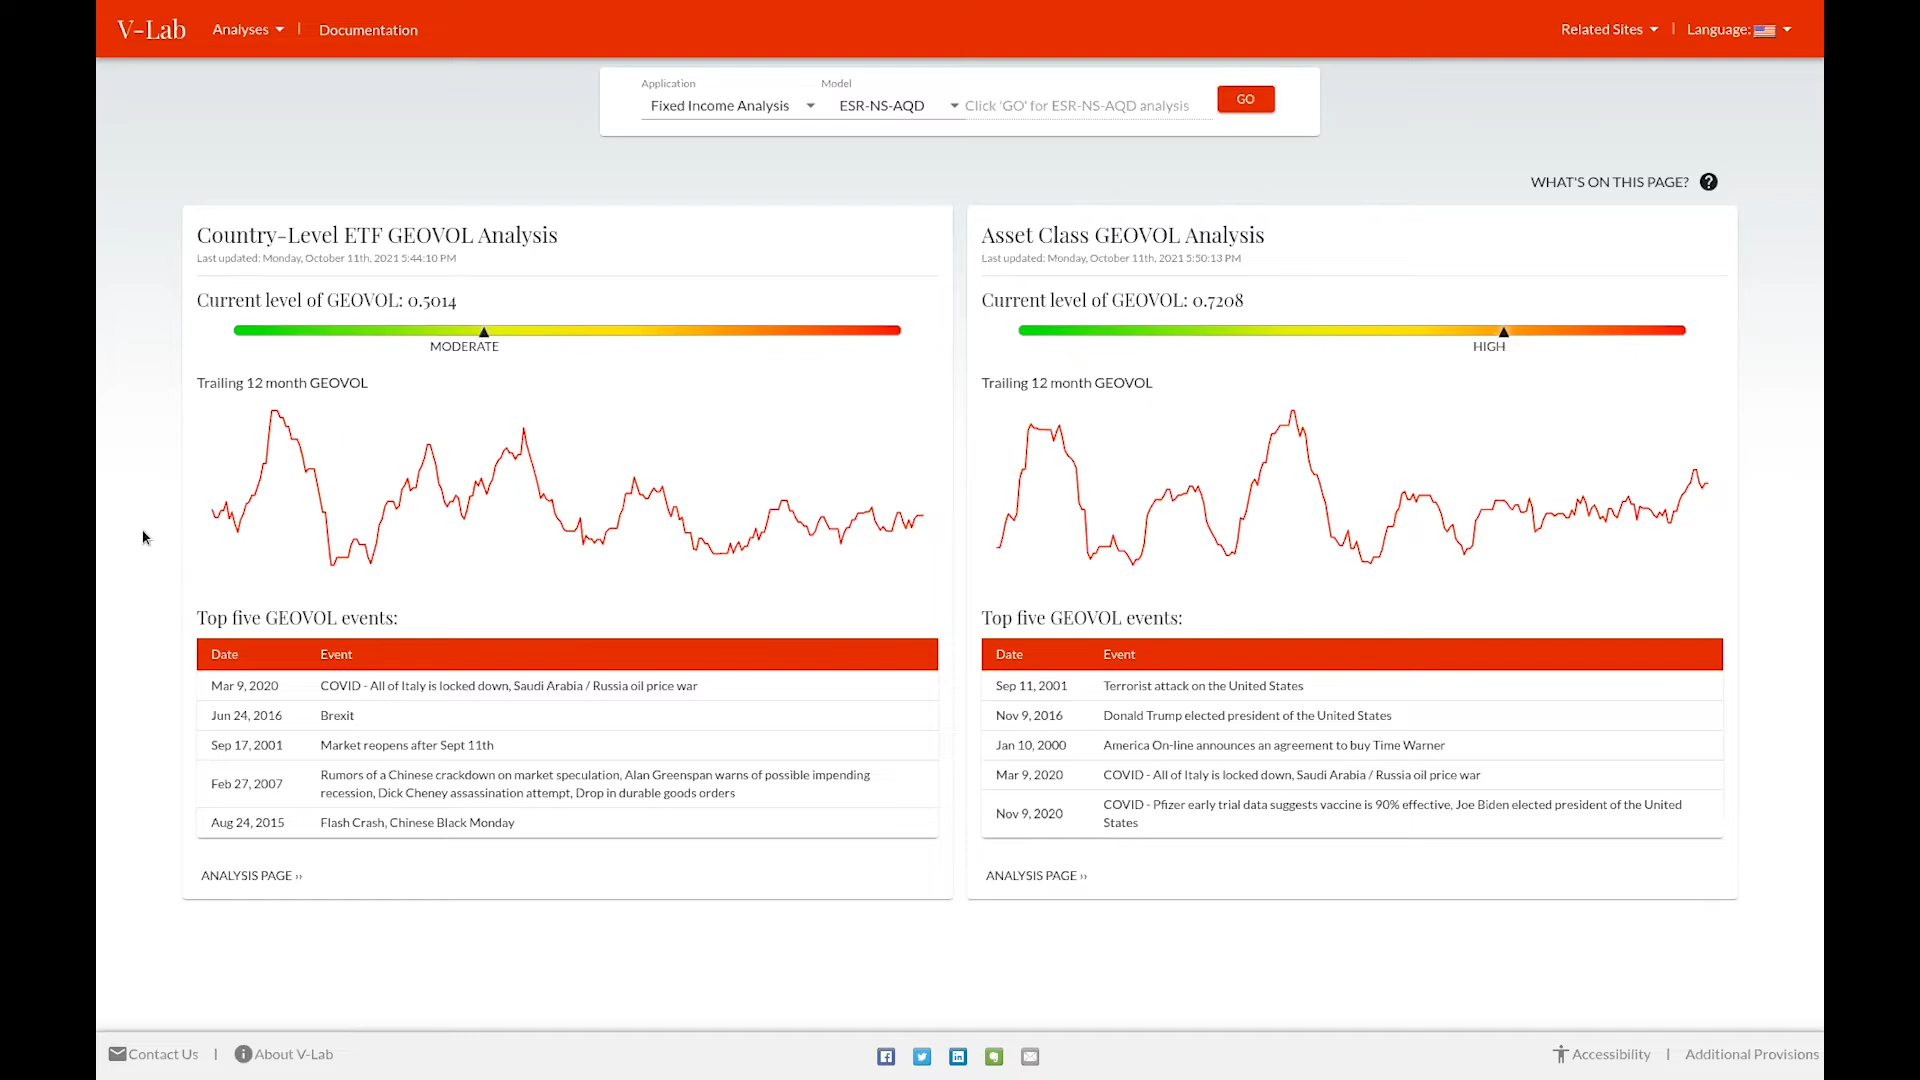 V-Lab
Analyses
|
Documentation
Related Sites
|
Language:
Application
Model
Fixed Income Analysis
ESR-NS-AQD
Click 'GO' for ESR-NS-AQD analysis
GO
WHAT'S ON THIS PAGE?
?
Country-Level ETF GEOVOL Analysis
Last updated: Monday, October 11th, 2021 5:44:10 PM
Current level of GEOVOL: 0.5014
MODERATE
Trailing 12 month GEOVOL
Top five GEOVOL events:
Date Event
Mar 9, 2020 COVID - All of Italy is locked down, Saudi Arabia / Russia oil price war
Jun 24, 2016 Brexit
Sep 17, 2001 Market reopens after Sept 11th
Feb 27, 2007 Rumors of a Chinese crackdown on market speculation, Alan Greenspan warns of possible impending
recession, Dick Cheney assassination attempt, Drop in durable goods orders
Aug 24, 2015 Flash Crash, Chinese Black Monday
ANALYSIS PAGE ››
Asset Class GEOVOL Analysis
Last updated: Monday, October 11th, 2021 5:50:13 PM
Current level of GEOVOL: 0.7208
HIGH
Trailing 12 month GEOVOL
Top five GEOVOL events:
Date Event
Sep 11, 2001 Terrorist attack on the United States
Nov 9, 2016 Donald Trump elected president of the United States
Jan 10, 2000 America On-line announces an agreement to buy Time Warner
Mar 9, 2020 COVID - All of Italy is locked down, Saudi Arabia / Russia oil price war
Nov 9, 2020 COVID - Pfizer early trial data suggests vaccine is 90% effective, Joe Biden elected president of the United
States
ANALYSIS PAGE ››
Contact Us | About V-Lab
Accessibility | Additional Provisions